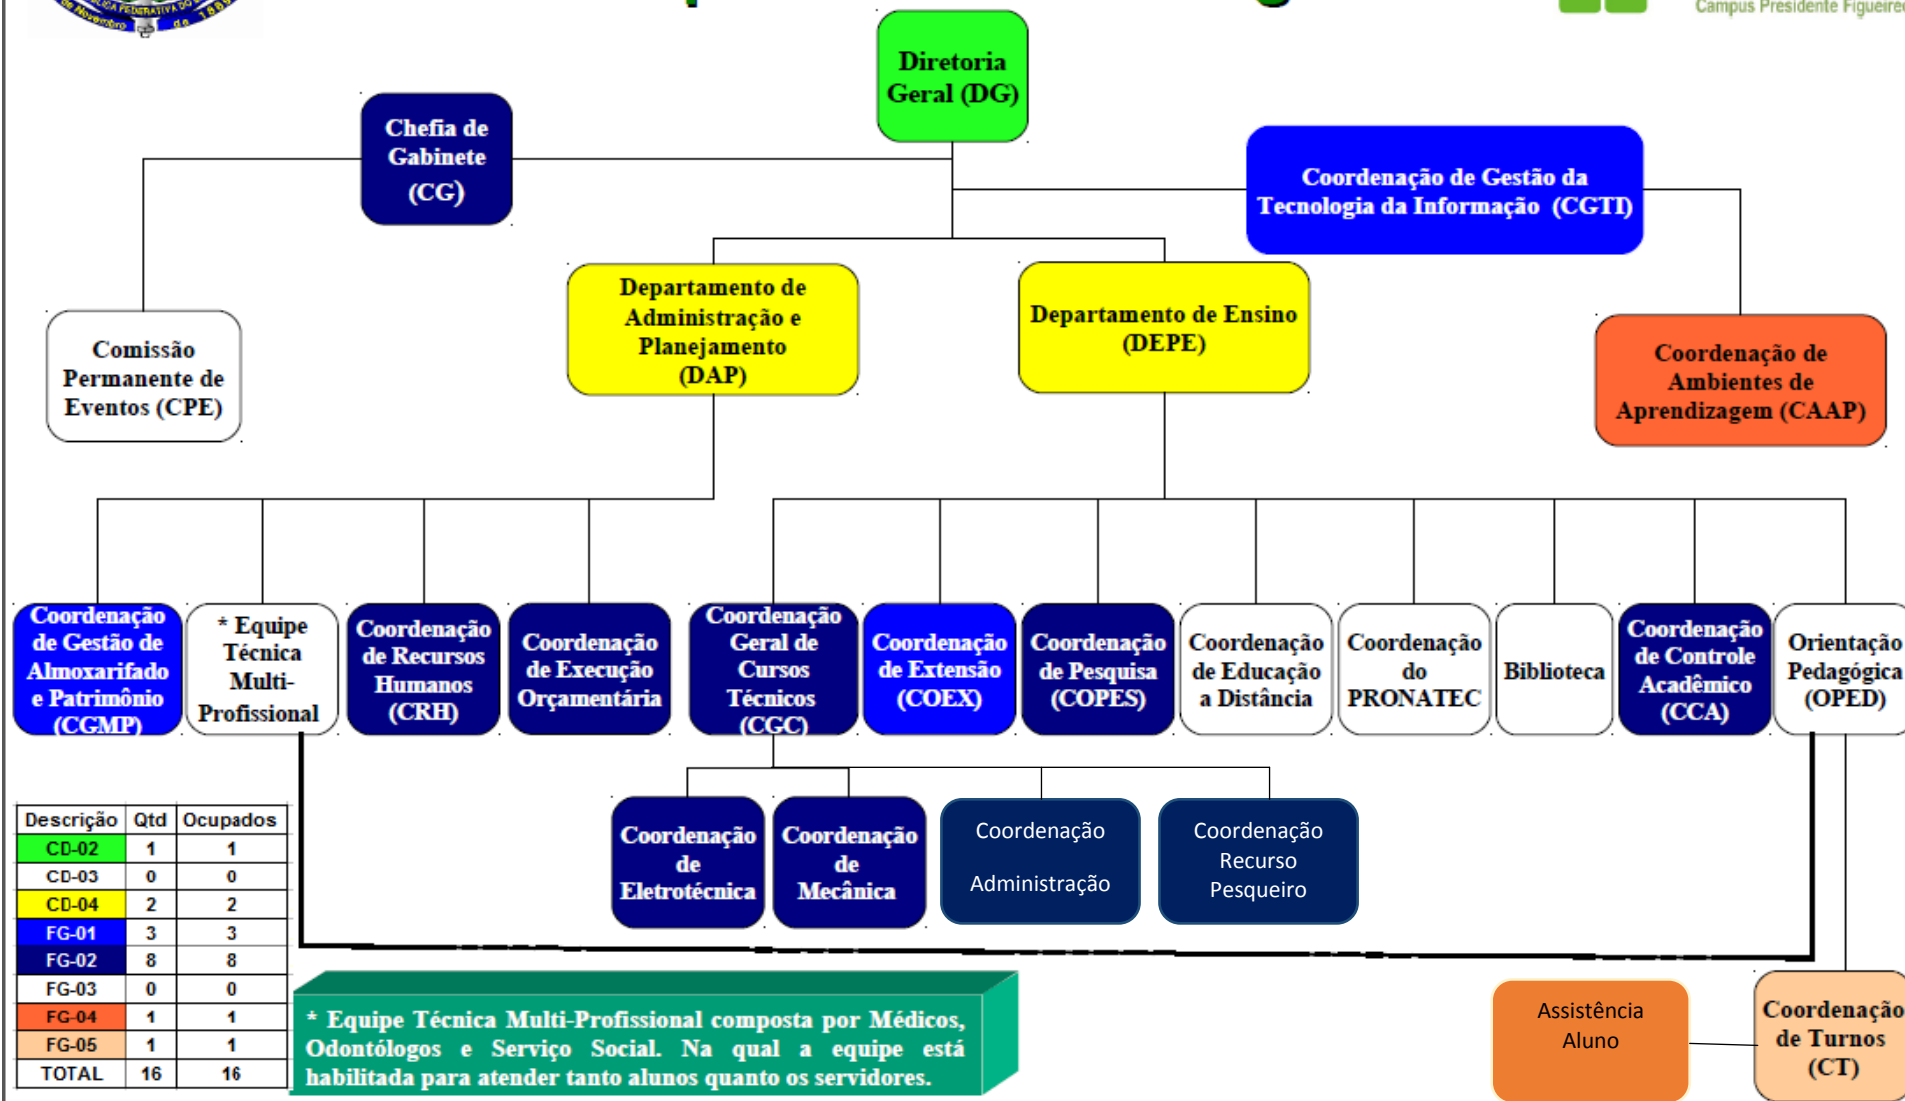 PUBLICA FEDERATIVA DO
de Novembro
de 1889
Campus Presidente Figueired
Diretoria
Geral (DG)
Chefia de
Gabinete
(CG)
Coordenação de Gestão da
Tecnologia da Informação (CGTI)
Departamento de
Administração e
Planejamento
(DAP)
Departamento de Ensino
(DEPE)
Comissão
Permanente de
Eventos (CPE)
Coordenação de
Ambientes de
Aprendizagem (CAAP)
Coordenação
de Gestão de
Almoxarifado
e Patrimônio
(CGMP)
* Equipe
Técnica
Multi-
Profissional
Coordenação
de Recursos
Humanos
(CRH)
Coordenação
de Execução
Orçamentária
Coordenação
Geral de
Cursos
Técnicos
(CGC)
Coordenação
de Extensão
(COEX)
Coordenação
de Pesquisa
(COPES)
Coordenação
de Educação
a Distância
Coordenação
do
PRONATEC
Biblioteca
Coordenação
de Controle
Acadêmico
(CCA)
Orientação
Pedagógica
(OPED)
Coordenação
de
Eletrotécnica
Coordenação
de
Mecânica
Coordenação
Administração
Coordenação
Recurso
Pesqueiro
Descrição Qtd Ocupados
CD-02 1 1
CD-03 0 0
CD-04 2 2
FG-01 3 3
FG-02 8 8
FG-03 0 0
FG-04 1 1
FG-05 1 1
TOTAL 16 16
* Equipe Técnica Multi-Profissional composta por Médicos,
Odontólogos e Serviço Social. Na qual a equipe está
habilitada para atender tanto alunos quanto os servidores.
Assistência
Aluno
Coordenação
de Turnos
(CT)